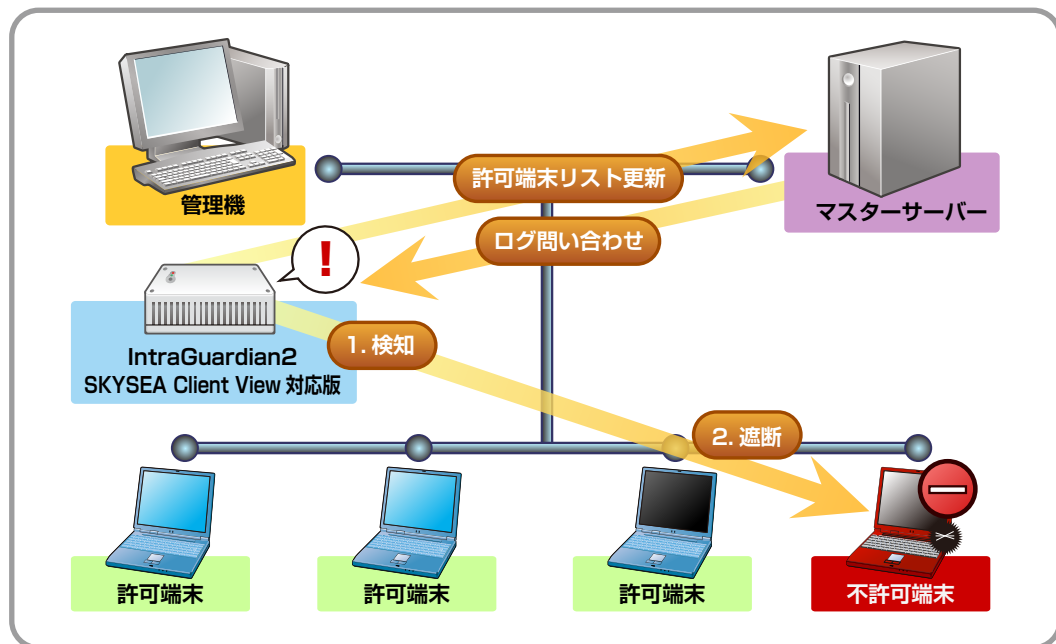 許可端末リスト更新
管理機
マスターサーバー
ログ問い合わせ
!
1. 検知
IntraGuardian2
SKYSEA Client View 対応版
2. 遮断
許可端末
許可端末
許可端末
不許可端末